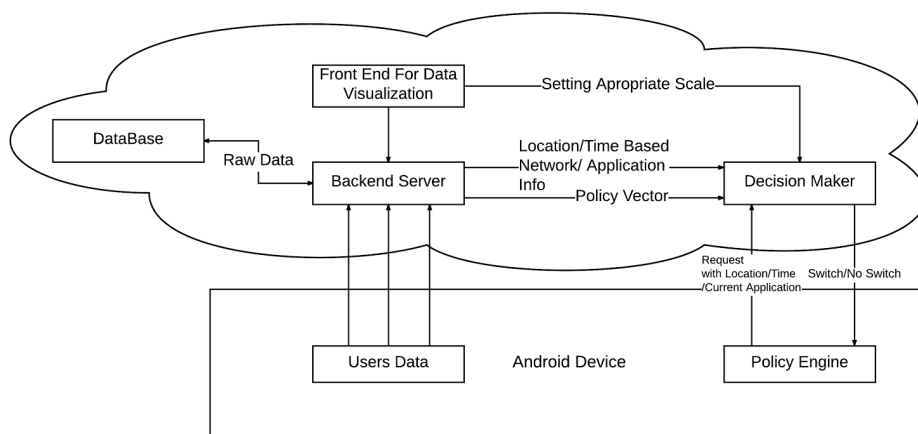 Front End For Data
Visualization
Setting Apropriate Scale
DataBase
Raw Data
Location/Time Based
Network/ Application
Info
Backend Server
Decision Maker
Policy Vector
Request
with Location/Time
/Current Application
Switch/No Switch
Users Data
Android Device
Policy Engine